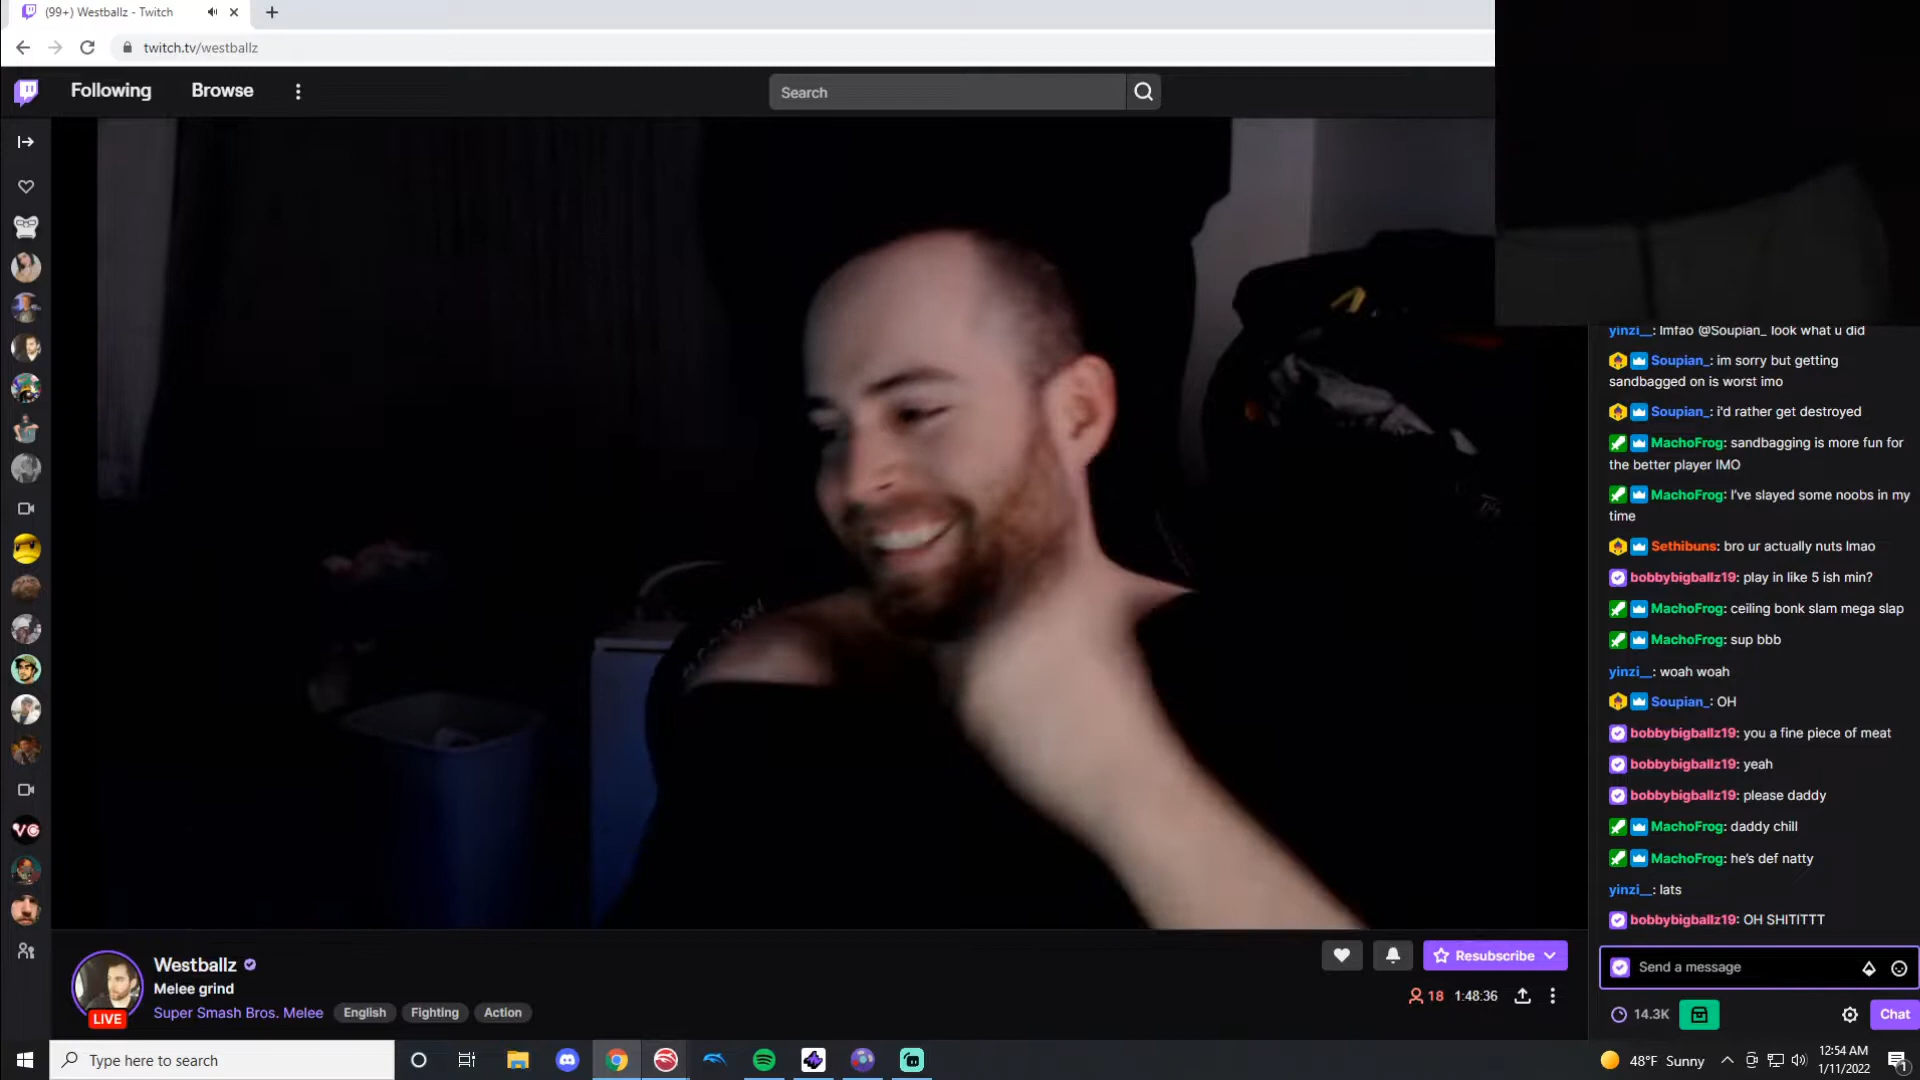 (99+) Westballz - Twitch
twitch.tv/westballz
Following
Browse
Search
yinzi__: lmfao @Soupian_ look what u did
Soupian_: im sorry but getting
sandbagged on is worst imo
Soupian_: i'd rather get destroyed
MachoFrog: sandbagging is more fun for
the better player IMO
MachoFrog: I've slayed some noobs in my
time
Sethibuns: bro ur actually nuts lmao
bobbybigballz19: play in like 5 ish min?
MachoFrog: ceiling bonk slam mega slap
MachoFrog: sup bbb
yinzi__: woah woah
Soupian_: OH
bobbybigballz19: you a fine piece of meat
bobbybigballz19: yeah
bobbybigballz19: please daddy
MachoFrog: daddy chill
MachoFrog: he's def natty
yinzi__: lats
bobbybigballz19: OH SHITITTT
Send a message
14.3K
Chat
VG
Westballz
Melee grind
Super Smash Bros. Melee
English
Fighting
Action
LIVE
Resubscribe
18
1:48:36
Type here to search
48°F Sunny
12:54 AM
1/11/2022
1